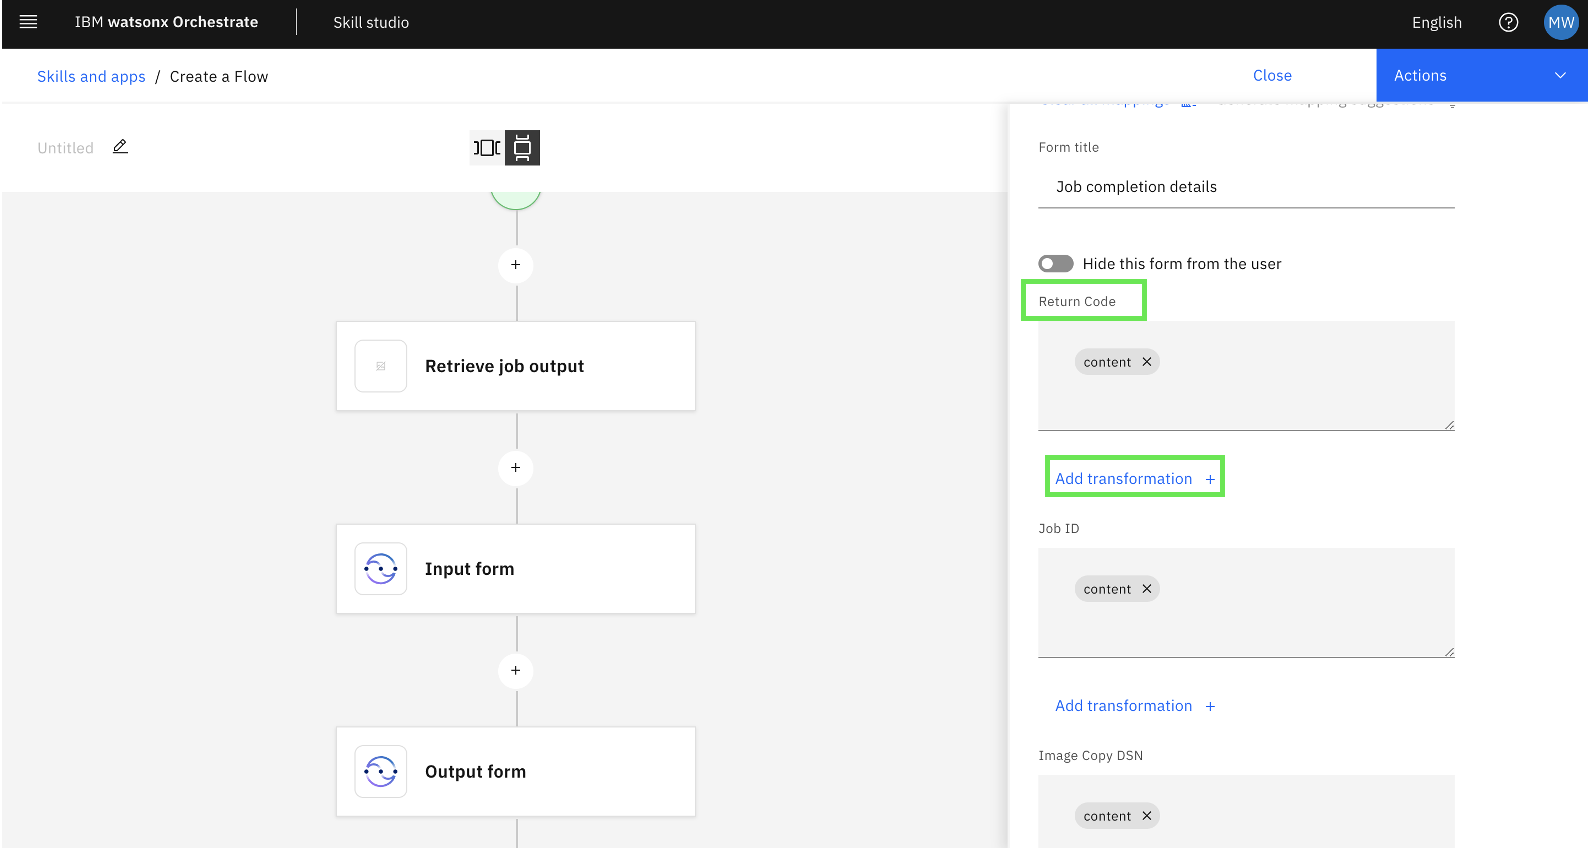 IBM watsonx Orchestrate
Skill studio
English
MW
Skills and apps / Create a Flow
Close
Actions
Untitled
Retrieve job output
Input form
Output form
Form title
Job completion details
Hide this form from the user
Return Code
content
Add transformation +
Job ID
content
Add transformation +
Image Copy DSN
content